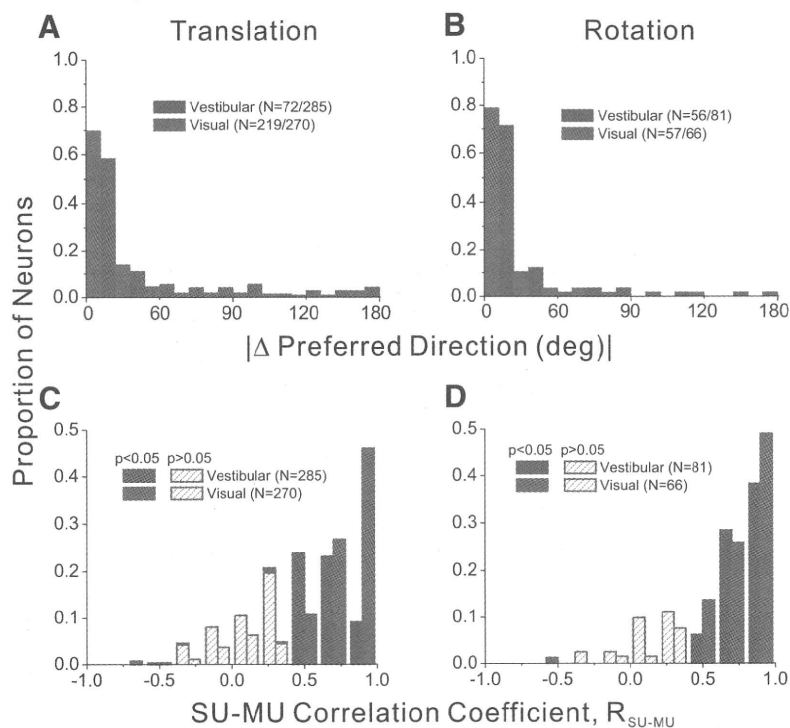 A Translation
B Rotation
Proportion of Neurons
1.0
0.8
0.6
0.4
0.2
0.0
Vestibular (N=72/285)
Visual (N=219/270)
0 60 90 120 180
1.0
0.8
0.6
0.4
0.2
0.0
Vestibular (N=56/81)
Visual (N=57/66)
0 60 90 120 180
|Δ Preferred Direction (deg)|
C
0.5
0.4
0.3
0.2
0.1
0.0
p<0.05 p>0.05
Vestibular (N=285)
Visual (N=270)
-1.0 -0.5 0.0 0.5 1.0
D
0.5
0.4
0.3
0.2
0.1
0.0
p<0.05 p>0.05
Vestibular (N=81)
Visual (N=66)
-1.0 -0.5 0.0 0.5 1.0
SU-MU Correlation Coefficient, R SU-MU